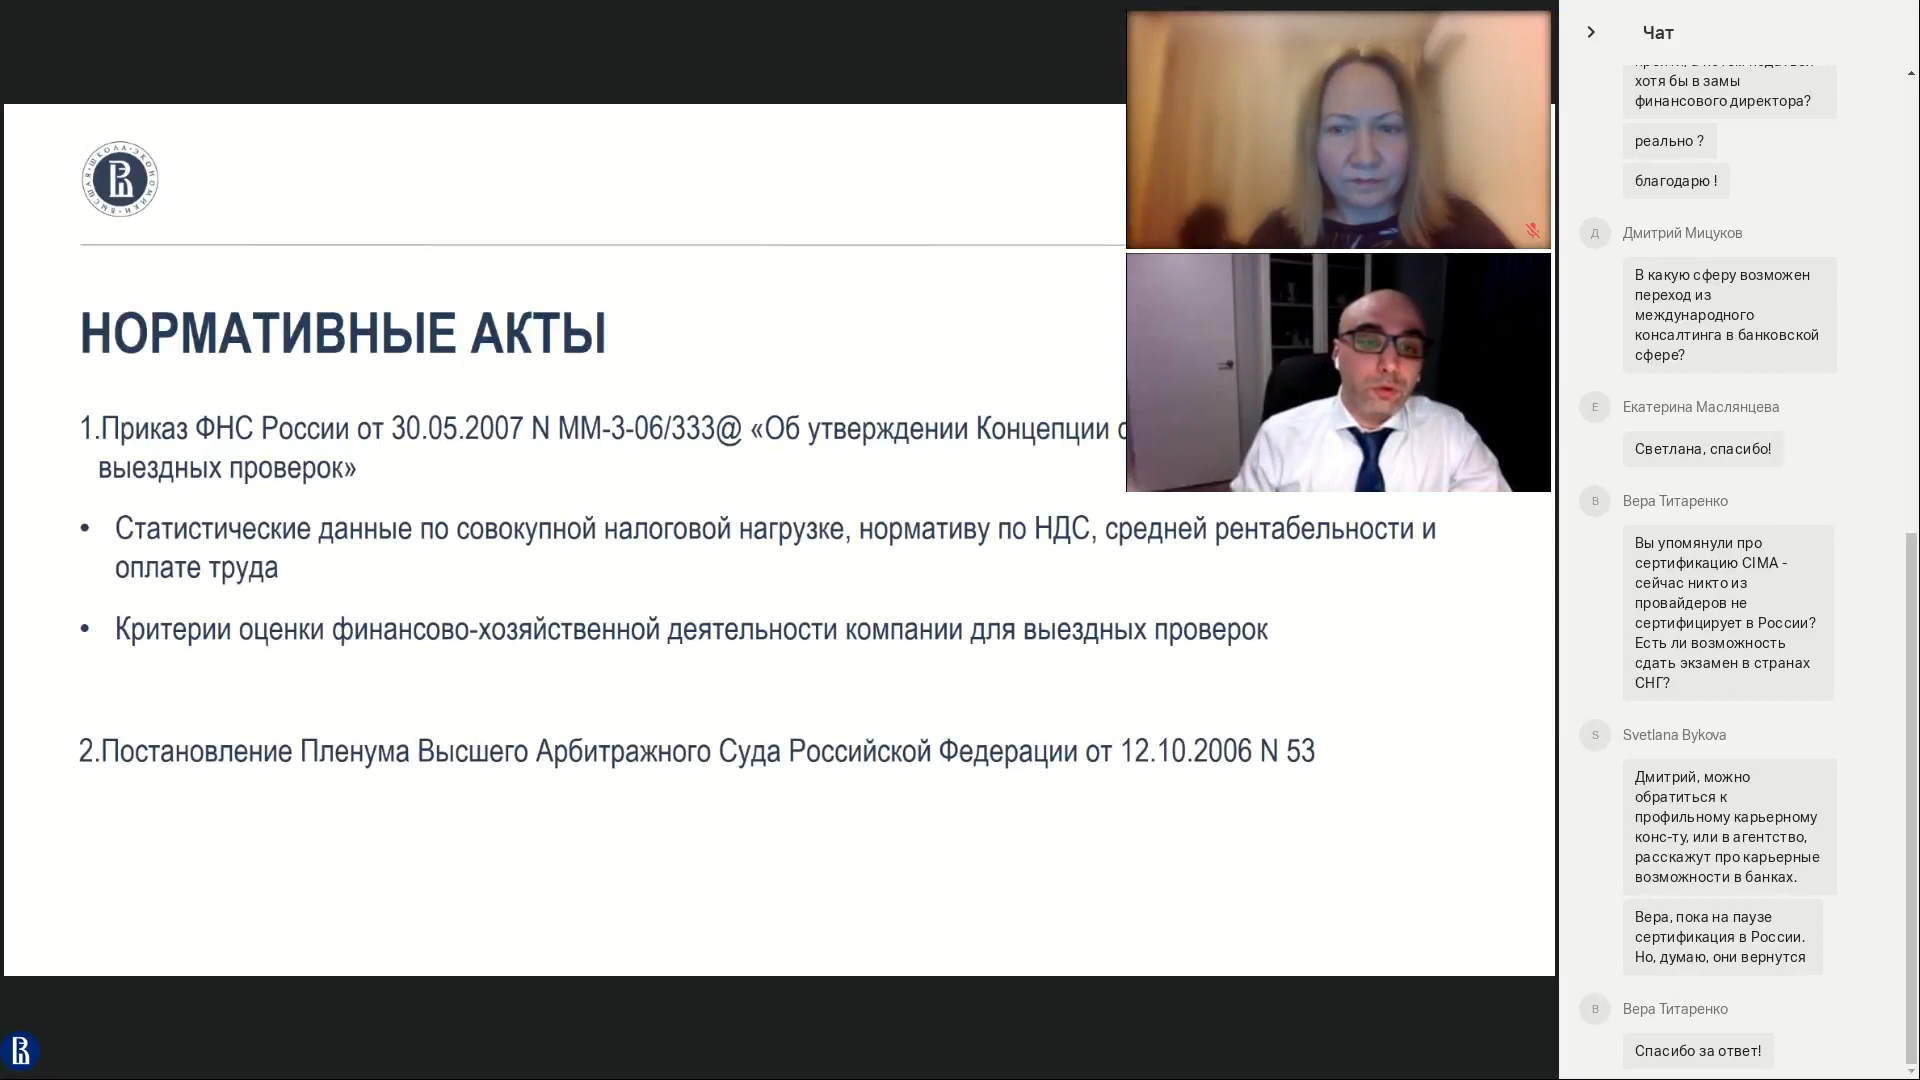 ВЫСШАЯ ШКОЛА ЭКОНОМИКИ
НОРМАТИВНЫЕ АКТЫ
1.Приказ ФНС России от 30.05.2007 N ММ-3-06/333@ «Об утверждении Концепции
выездных проверок»
• Статистические данные по совокупной налоговой нагрузке, нормативу по НДС, средней рентабельности и
оплате труда
• Критерии оценки финансово-хозяйственной деятельности компании для выездных проверок
2.Постановление Пленума Высшего Арбитражного Суда Российской Федерации от 12.10.2006 N 53
Чат
хотя бы в замы
финансового директора?
реально ?
благодарю !
Д
Дмитрий Мицуков
В какую сферу возможен
переход из
международного
консалтинга в банковской
сфере?
Е
Екатерина Маслянцева
Светлана, спасибо!
В
Вера Титаренко
Вы упомянули про
сертификацию CIMA -
сейчас никто из
провайдеров не
сертифицирует в России?
Есть ли возможность
сдать экзамен в странах
СНГ?
S
Svetlana Bykova
Дмитрий, можно
обратиться к
профильному карьерному
конс-ту, или в агентство,
расскажут про карьерные
возможности в банках.
Вера, пока на паузе
сертификация в России.
Но, думаю, они вернутся
В
Вера Титаренко
Спасибо за ответ!